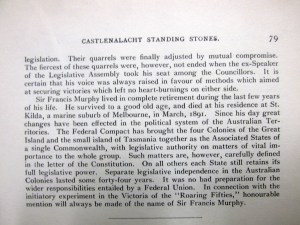 CASTLENALACHT STANDING STONES. 79
legislation. Their quarrels were finally adjusted by mutual compromise.
The fiercest of these quarrels were, however, not ended when the ex-Speaker
of the Legislative Assembly took his seat among the Councillors. It is
certain that his voice was always raised in favour of methods which aimed
at securing victories which left no heart-burnings on either side.
Sir Francis Murphy lived in complete retirement during the last few years
of his life. He survived to a good old age, and died at his residence at St.
Kilda, a marine suburb of Melbourne, in March, 1891. Since his day great
changes have been effected in the political system of the Australian Ter-
ritories. The Federal Compact has brought the four Colonies of the Great
Island and the small island of Tasmania together as the Associated States of
a single Commonwealth, with legislative authority on matters of vital im-
portance to the whole group. Such matters are, however, carefully defined
in the letter of the Constitution. On all others each State still retains its
full legislative power. Separate legislative independence in the Australian
Colonies lasted some forty-four years. It was no bad preparation for the
wider responsibilities entailed by a Federal Union. In connection with the
initiatory experiment in the Victoria of the "Roaring Fifties," honourable
mention will always be made of the name of Sir Francis Murphy.